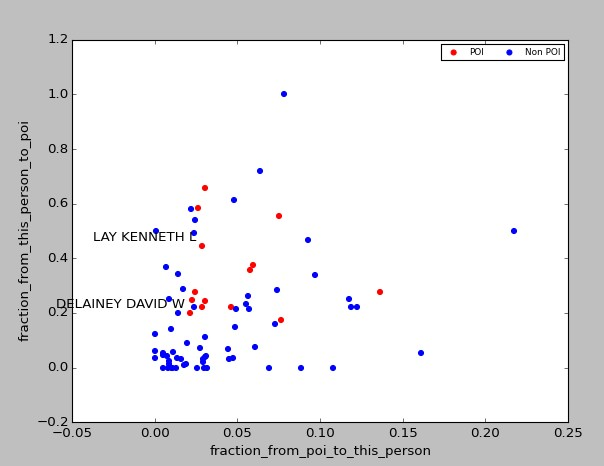 1.2
POI Non POI
1.0
0.8
0.6
LAY KENNETH L
0.4
DELAINEY DAVID W
0.2
0.0
−0.2
−0.05 0.00 0.05 0.10 0.15 0.20 0.25
fraction_from_poi_to_this_person
fraction_from_this_person_to_poi